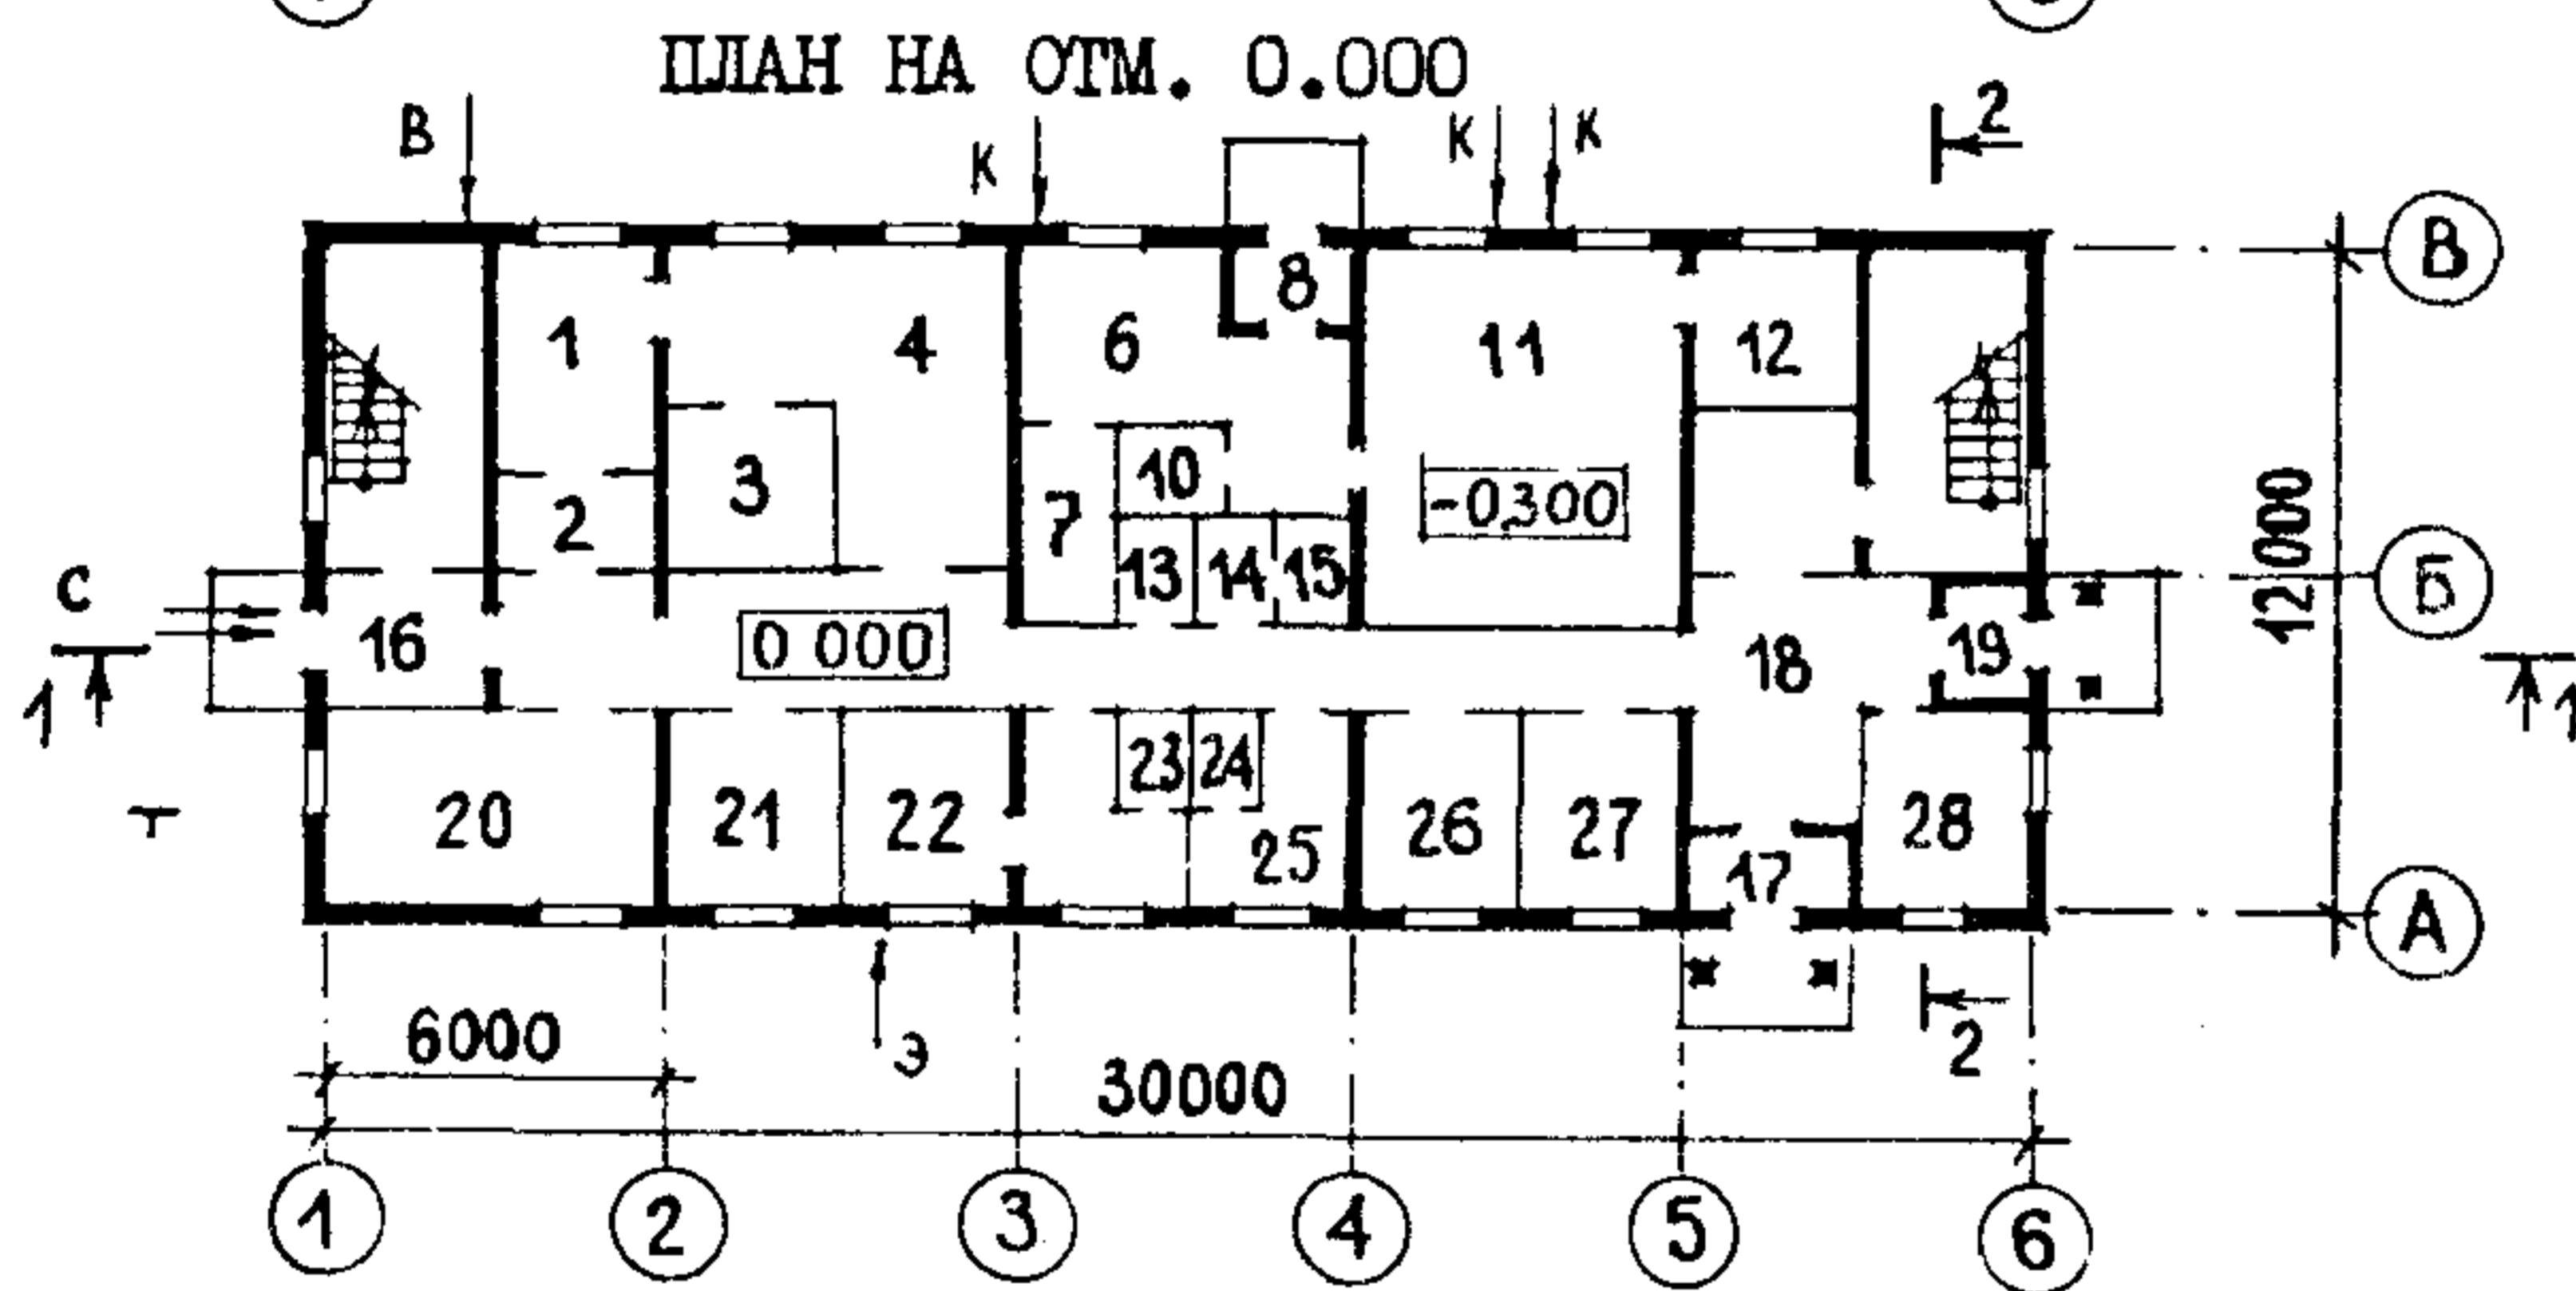 ПЛАН НА ОТМ. 0.000
В К К К 2
В
8
1 4 6 11 12
3 10 -0.300
2 7 13 14 15 12000
С Б
16 0 000 18 19
1 1
23 24
20 21 22 25 26 27 17 28
А
Э 2
6000
30000
1 2 3 4 5 6